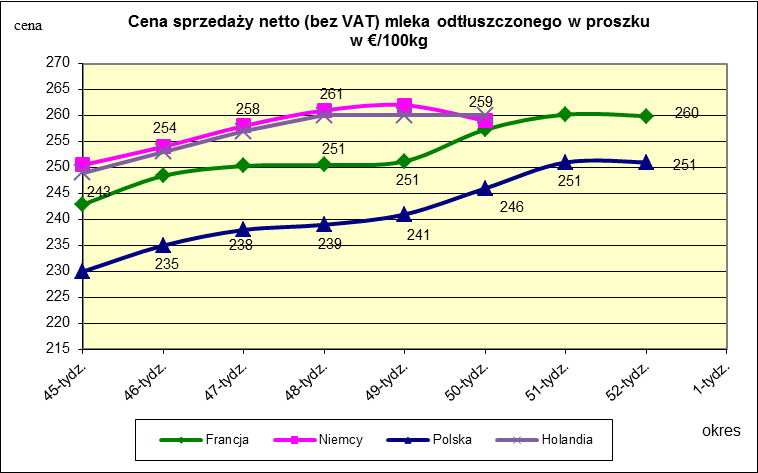 cena
Cena sprzedaży netto (bez VAT) mleka odtłuszczonego w proszku
w €/100kg
270
265
260
255
250
245
240
235
230
225
220
215
243
254
258
261
259
260
251
251
251
251
235
238
239
241
246
45-tydz.
46-tydz.
47-tydz.
48-tydz.
49-tydz.
50-tydz.
51-tydz.
52-tydz.
1-tydz.
okres
Francja Niemcy Polska Holandia